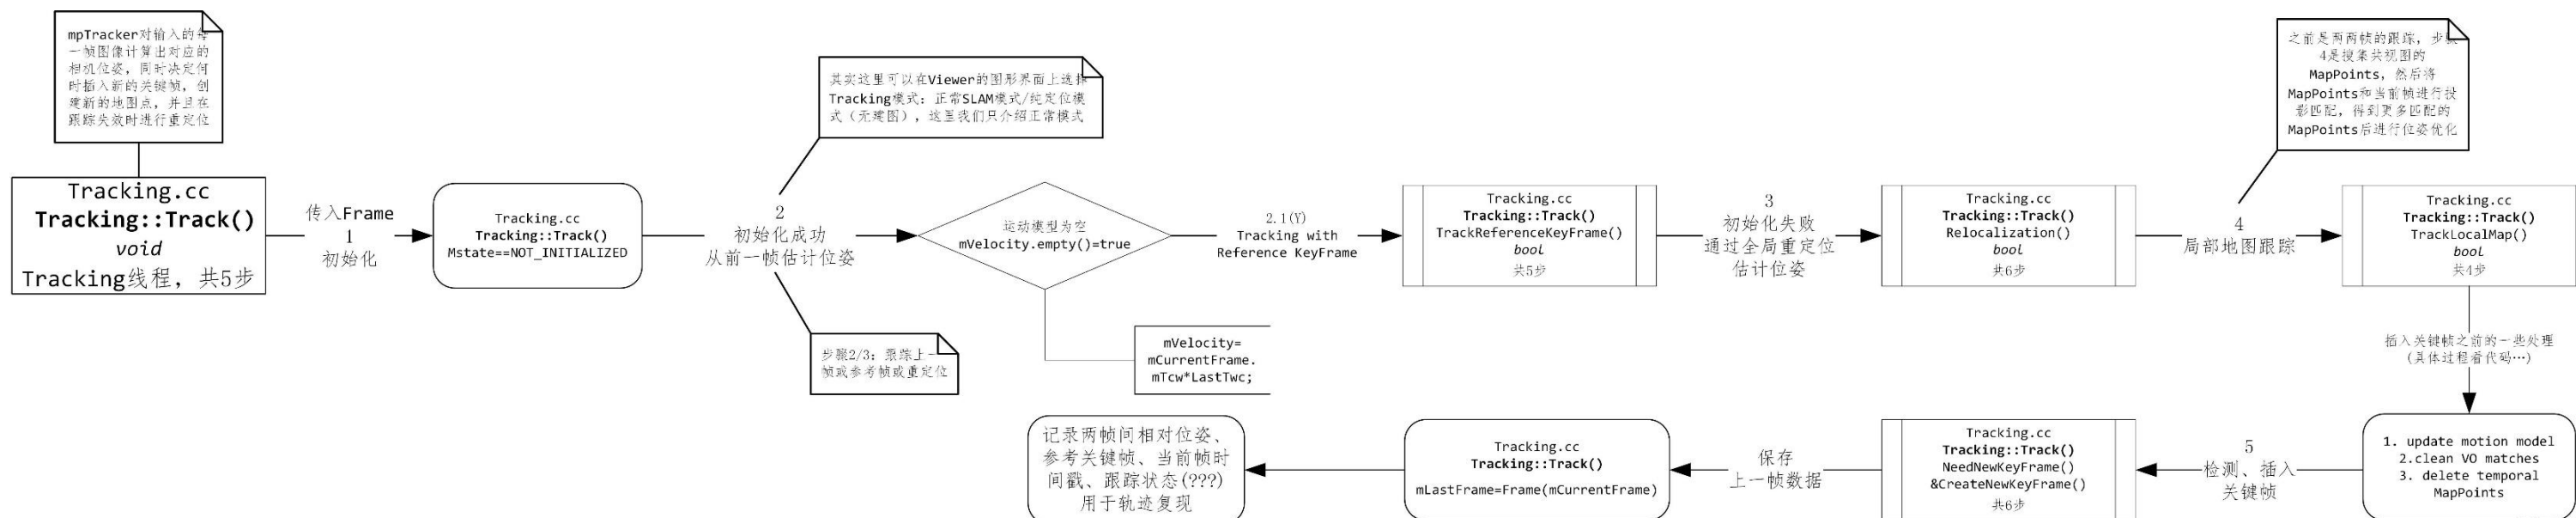 mpTracker对输入的每
一帧图像计算出对应的
相机位姿，同时决定何
时插入新的关键帧，创
建新的地图点，并且在
跟踪失效时进行重定位
Tracking.cc
Tracking::Track()
void
Tracking线程，共5步
传入Frame
1
初始化
Tracking.cc
Tracking::Track()
Mstate==NOT_INITIALIZED
其实这里可以在Viewer的图形界面上选择
Tracking模式：正常SLAM模式/纯定位模
式（无建图），这里我们只介绍正常模式
2
初始化成功
从前一帧估计位姿
步骤2/3：跟踪上一
帧或参考帧或重定位
运动模型为空
mVelocity.empty()=true
mVelocity=
mCurrentFrame.
mTcw*LastTwc;
2.1(Y)
Tracking with
Reference KeyFrame
Tracking.cc
Tracking::Track()
TrackReferenceKeyFrame()
bool
共5步
3
初始化失败
通过全局重定位
估计位姿
Tracking.cc
Tracking::Track()
Relocalization()
bool
共6步
4
局部地图跟踪
之前是两两帧的跟踪，步骤
4是搜索共视图的
MapPoints，然后将
MapPoints和当前帧进行投
影匹配，得到更多匹配的
MapPoints后进行位姿优化
Tracking.cc
Tracking::Track()
TrackLocalMap()
bool
共4步
插入关键帧之前的一些处理
(具体过程看代码…)
1. update motion model
2.clean VO matches
3. delete temporal
MapPoints
5
检测、插入
关键帧
Tracking.cc
Tracking::Track()
NeedNewKeyFrame()
&CreateNewKeyFrame()
共6步
保存
上一帧数据
Tracking.cc
Tracking::Track()
mLastFrame=Frame(mCurrentFrame)
记录两帧间相对位姿、
参考关键帧、当前帧时
间戳、跟踪状态(???)
用于轨迹复现